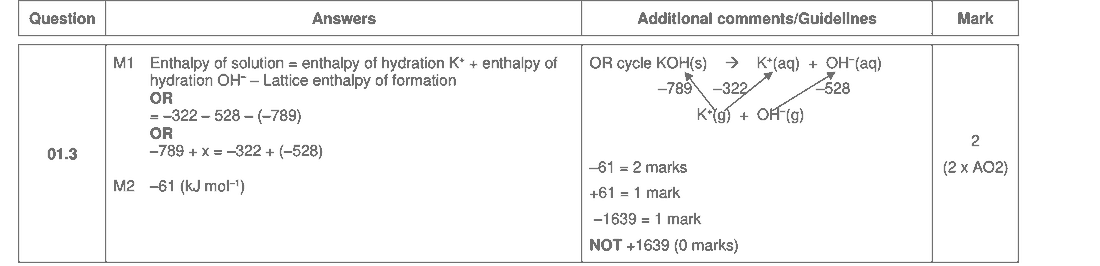 Question Answers Additional comments/Guidelines Mark
M1 Enthalpy of solution = enthalpy of hydration K⁺ + enthalpy of
hydration OH⁻ – Lattice enthalpy of formation
OR
= –322 – 528 – (–789)
OR
–789 + x = –322 + (–528)
M2 –61 (kJ mol⁻¹)
01.3
OR cycle KOH(s) → K⁺(aq) + OH⁻(aq)
–789 –322 –528
K⁺(g) + OH⁻(g)
–61 = 2 marks
+61 = 1 mark
–1639 = 1 mark
NOT +1639 (0 marks)
2
(2 x AO2)